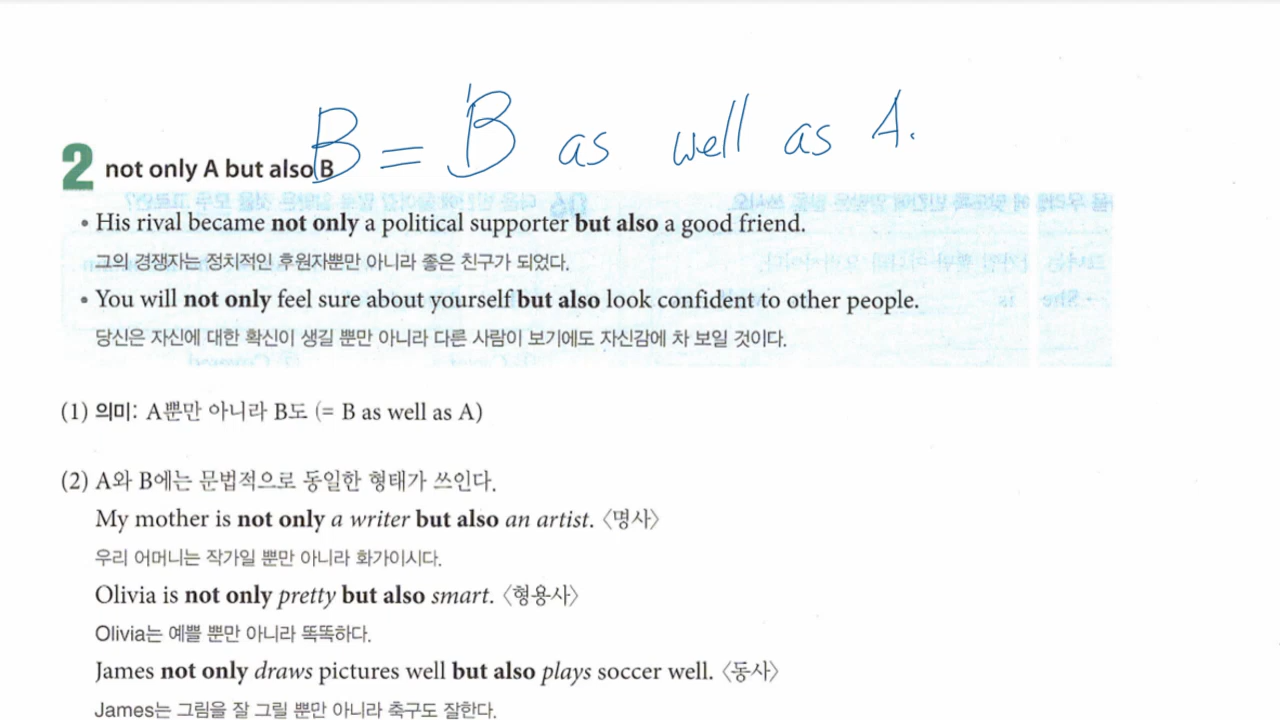 B = B as well as A.
2 not only A but also B
• His rival became not only a political supporter but also a good friend.
그의 경쟁자는 정치적인 후원자뿐만 아니라 좋은 친구가 되었다.
• You will not only feel sure about yourself but also look confident to other people.
당신은 자신에 대한 확신이 생길 뿐만 아니라 다른 사람이 보기에도 자신감에 차 보일 것이다.
(1) 의미: A뿐만 아니라 B도 (= B as well as A)
(2) A와 B에는 문법적으로 동일한 형태가 쓰인다.
My mother is not only a writer but also an artist. 〈명사〉
우리 어머니는 작가일 뿐만 아니라 화가이시다.
Olivia is not only pretty but also smart. 〈형용사〉
Olivia는 예쁠 뿐만 아니라 똑똑하다.
James not only draws pictures well but also plays soccer well. 〈동사〉
James는 그림을 잘 그릴 뿐만 아니라 축구도 잘한다.